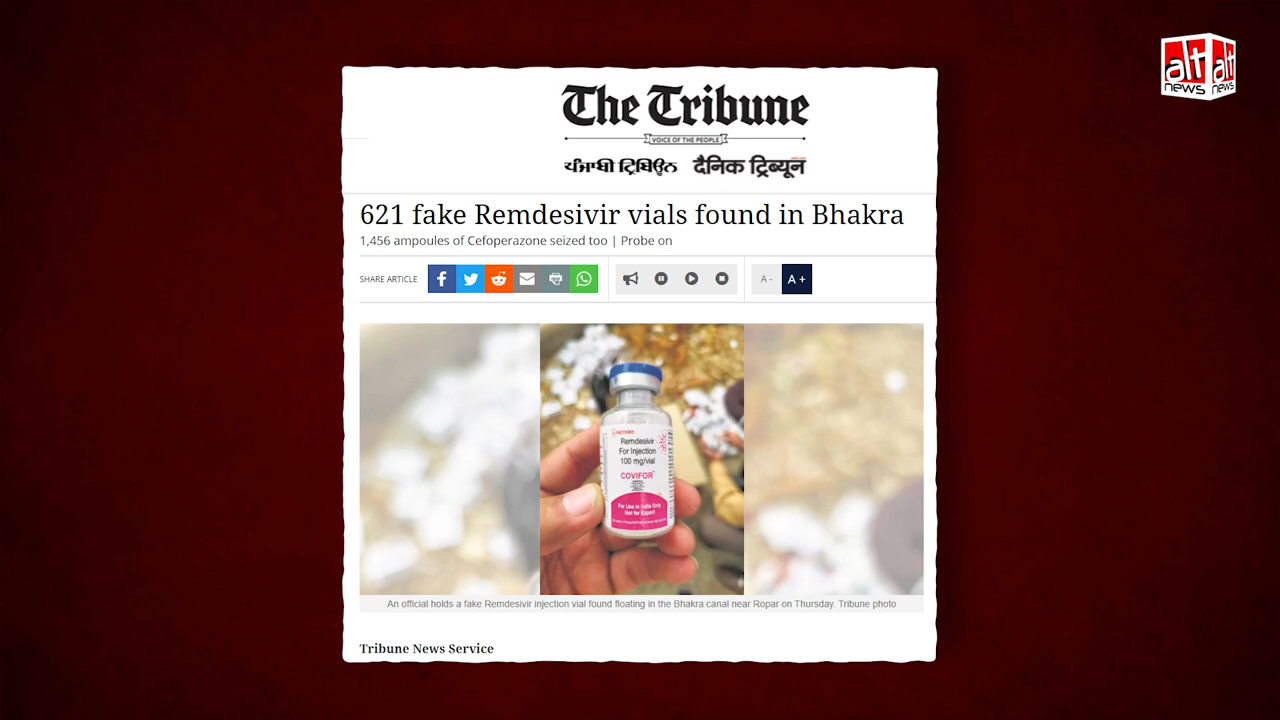 alt alt
news news
The Tribune
VOICE OF THE PEOPLE
ਪੰਜਾਬੀ ਟ੍ਰਿਬਿਊਨ दैनिक ट्रिब्यून
621 fake Remdesivir vials found in Bhakra
1,456 ampoules of Cefoperazone seized too | Probe on
SHARE ARTICLE
A - A +
HETERO
Remdesivir
For Injection
100 mg/vial
COVIFOR
For Use in India Only
Not for Export
An official holds a fake Remdesivir injection vial found floating in the Bhakra canal near Ropar on Thursday. Tribune photo
Tribune News Service